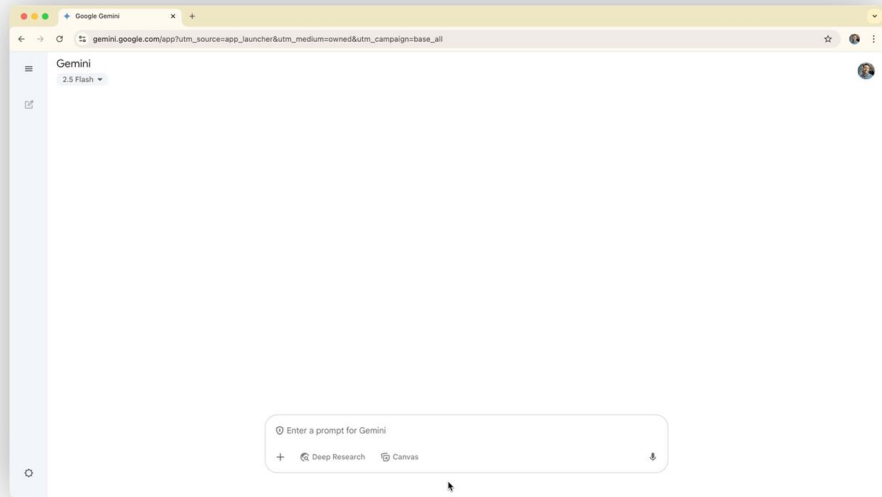 Google Gemini
gemini.google.com/app?utm_source=app_launcher&utm_medium=owned&utm_campaign=base_all
Gemini
2.5 Flash
Enter a prompt for Gemini
Deep Research
Canvas